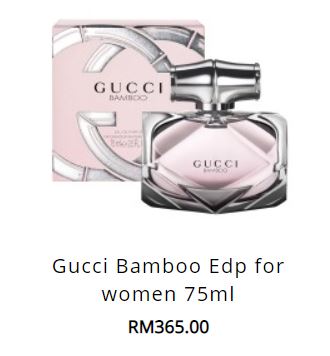 GUCCI
BAMBOO
GUCCI
BAMBOO
Gucci Bamboo Edp for
women 75ml
RM365.00